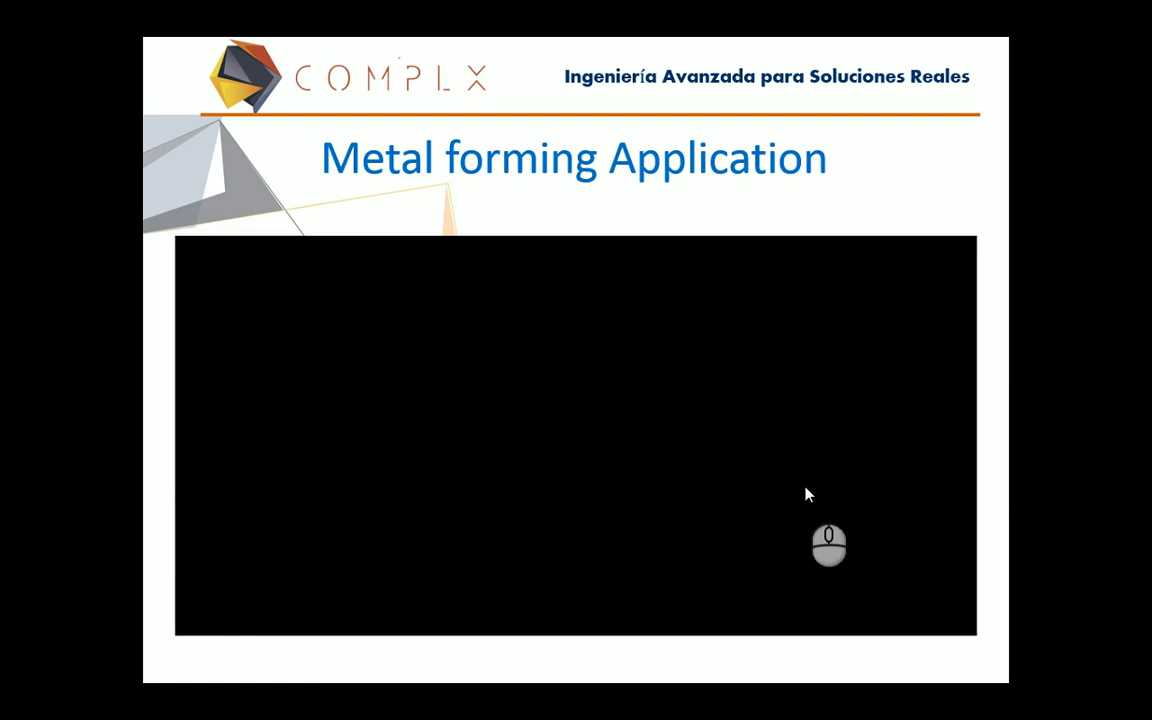 COMPLX
Ingeniería Avanzada para Soluciones Reales
Metal forming Application